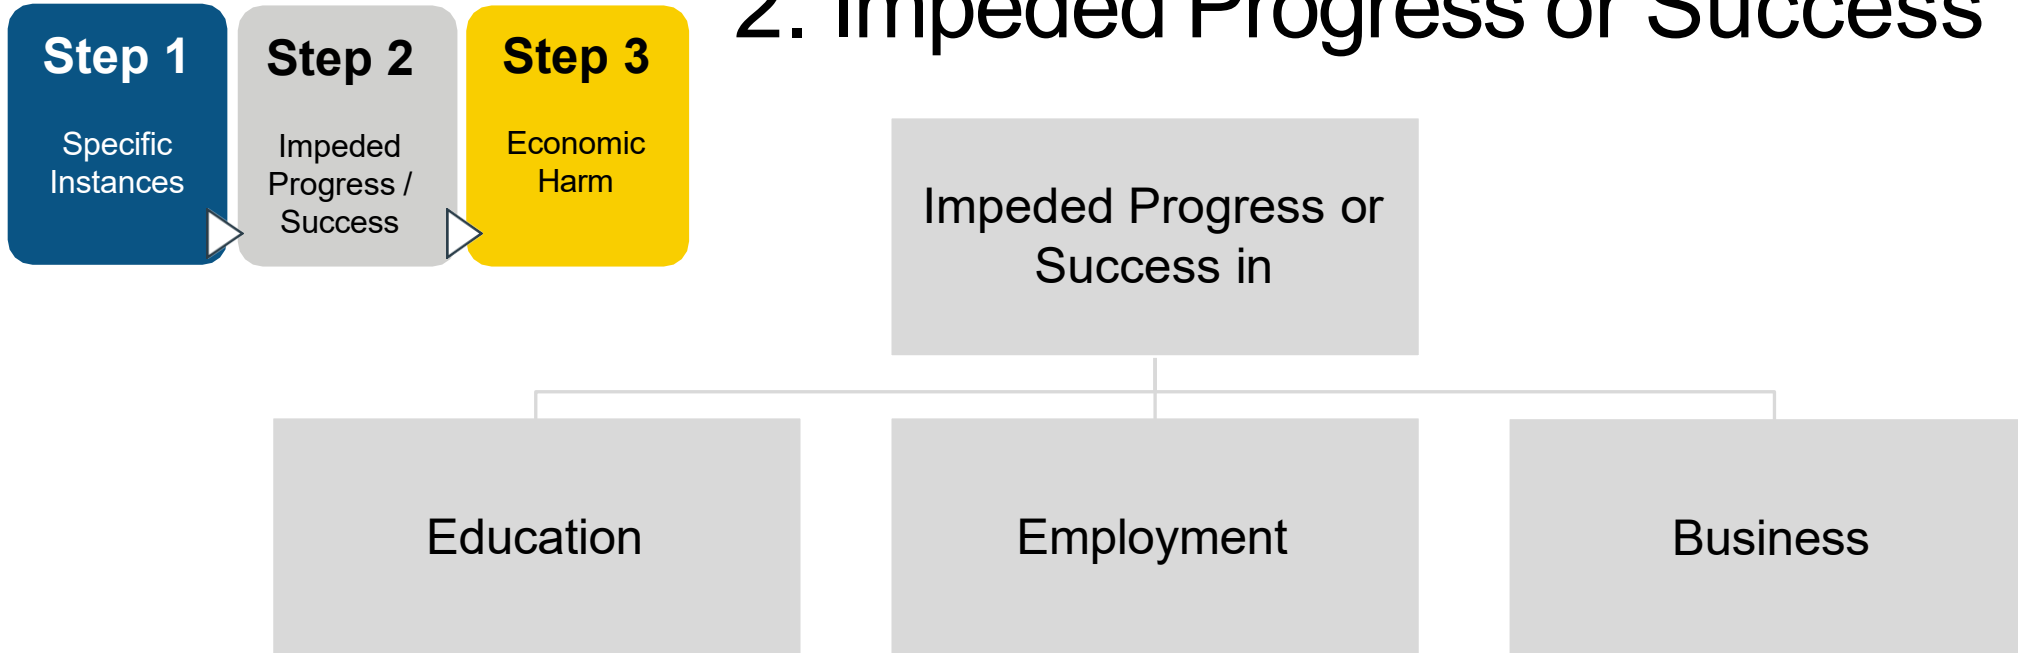 2. Impeded Progress or Success
Step 1
Specific
Instances
Step 2
Impeded
Progress /
Success
Step 3
Economic
Harm
Impeded Progress or
Success in
Education
Employment
Business